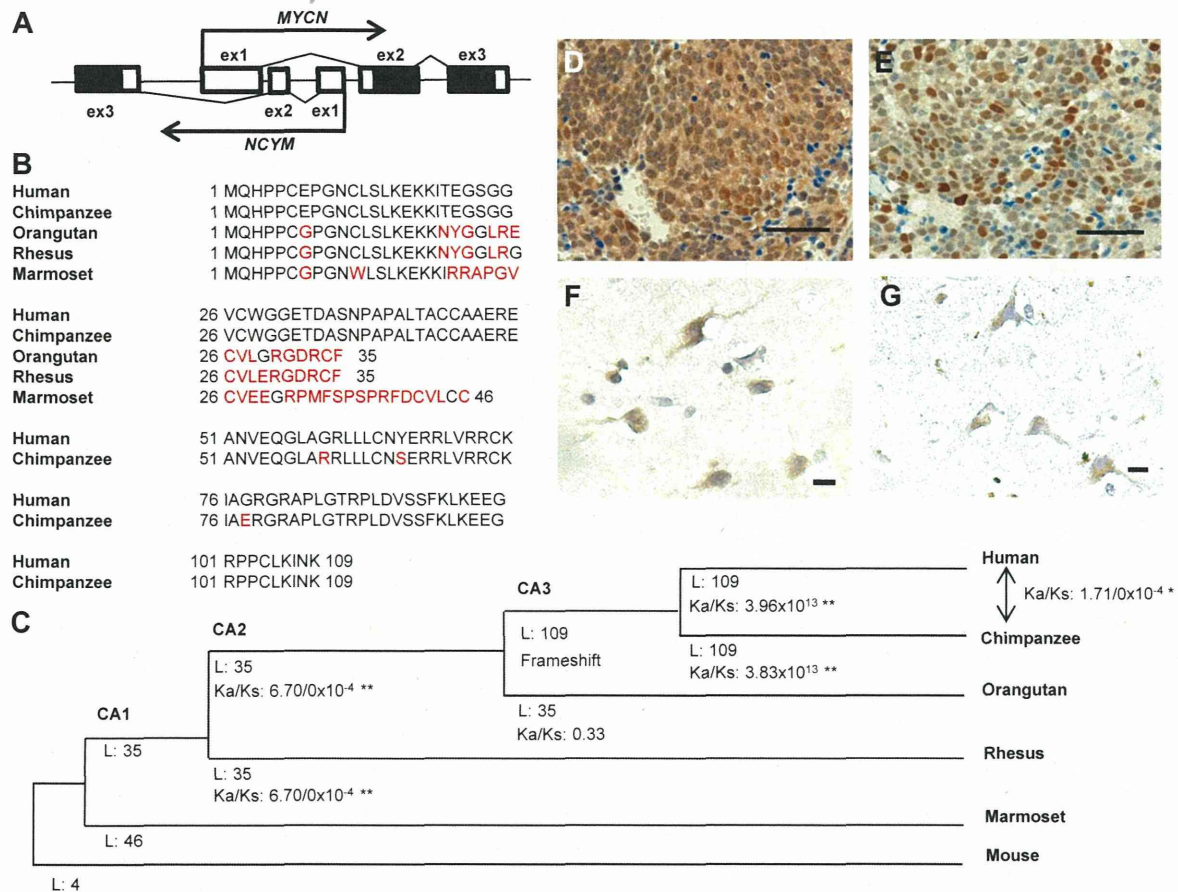 A
MYCN
ex1 ex2 ex3
ex3 ex2 ex1
NCYM
B
Human 1 MQHPPCEPGNCLSLKEKKITEGSGG
Chimpanzee 1 MQHPPCEPGNCLSLKEKKITEGSGG
Orangutan 1 MQHPPCGPGNCLSLKEKKNYGGLRE
Rhesus 1 MQHPPCGPGNCLSLKEKKNYGGLRG
Marmoset 1 MQHPPCGPGNWLSLKEKKIRRAPGV
Human 26 VCWGGETDASNPAPALTACCAAERE
Chimpanzee 26 VCWGGETDASNPAPALTACCAAERE
Orangutan 26 CVLGRGDRCF 35
Rhesus 26 CVLERGDRCF 35
Marmoset 26 CVEEGRPMFSPSPRFDCVLCC 46
Human 51 ANVEQGLAGRLLLCNYERRLVRRCK
Chimpanzee 51 ANVEQGLARRLLLCNSERRLVRRCK
Human 76 IAGRGRAPLGTRPLDVSSFKLKEEG
Chimpanzee 76 IAERGRAPLGTRPLDVSSFKLKEEG
Human 101 RPPCLKINK 109
Chimpanzee 101 RPPCLKINK 109
D
E
F
G
C
CA1
CA2
CA3
Human
L: 109
Ka/Ks: 3.96x10¹³ **
Ka/Ks: 1.71/0x10⁻⁴ *
L: 109
Frameshift
Chimpanzee
L: 109
Ka/Ks: 3.83x10¹³ **
L: 35
Ka/Ks: 6.70/0x10⁻⁴ **
Orangutan
L: 35
Ka/Ks: 0.33
L: 35
Rhesus
L: 35
Ka/Ks: 6.70/0x10⁻⁴ **
Marmoset
L: 46
Mouse
L: 4